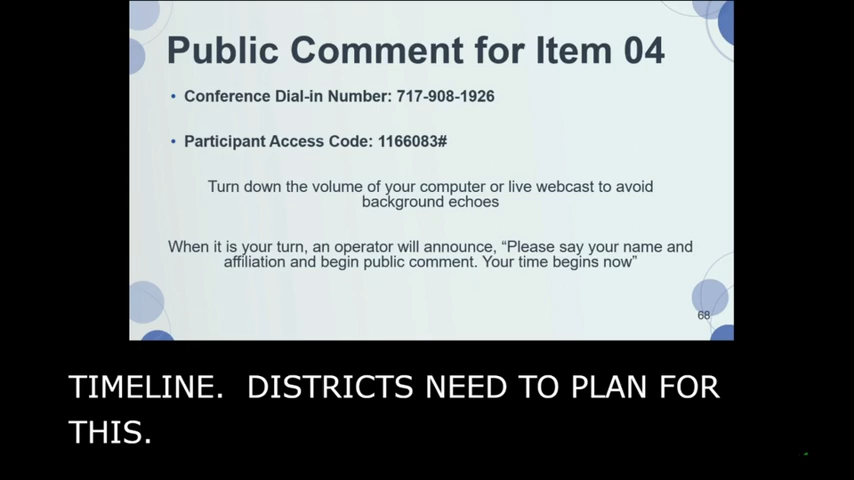 Public Comment for Item 04
• Conference Dial-in Number: 717-908-1926
• Participant Access Code: 1166083#
Turn down the volume of your computer or live webcast to avoid
background echoes
When it is your turn, an operator will announce, “Please say your name and
affiliation and begin public comment. Your time begins now”
68
TIMELINE.  DISTRICTS NEED TO PLAN FOR
THIS.